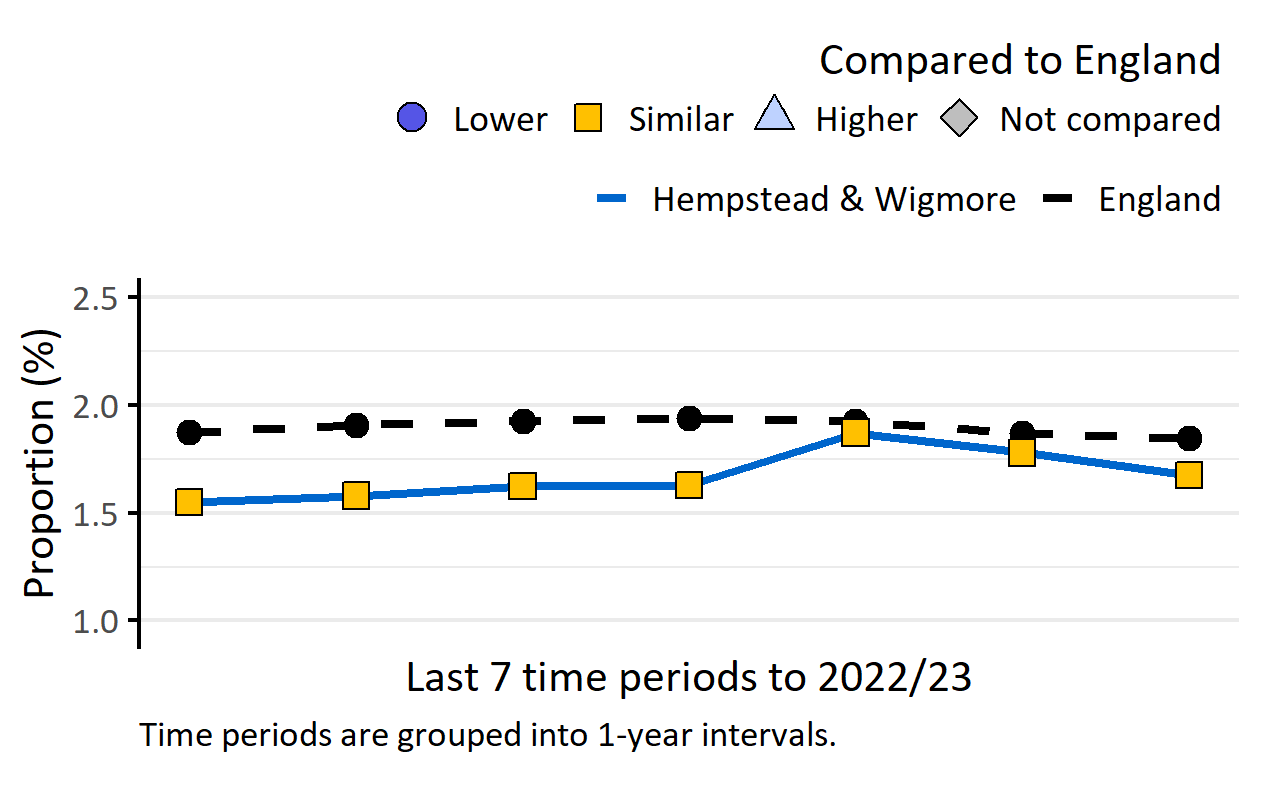 Compared to England
Lower Similar Higher Not compared
Hempstead & Wigmore England
2.5
2.0
1.5
1.0
Proportion (%)
Last 7 time periods to 2022/23
Time periods are grouped into 1-year intervals.